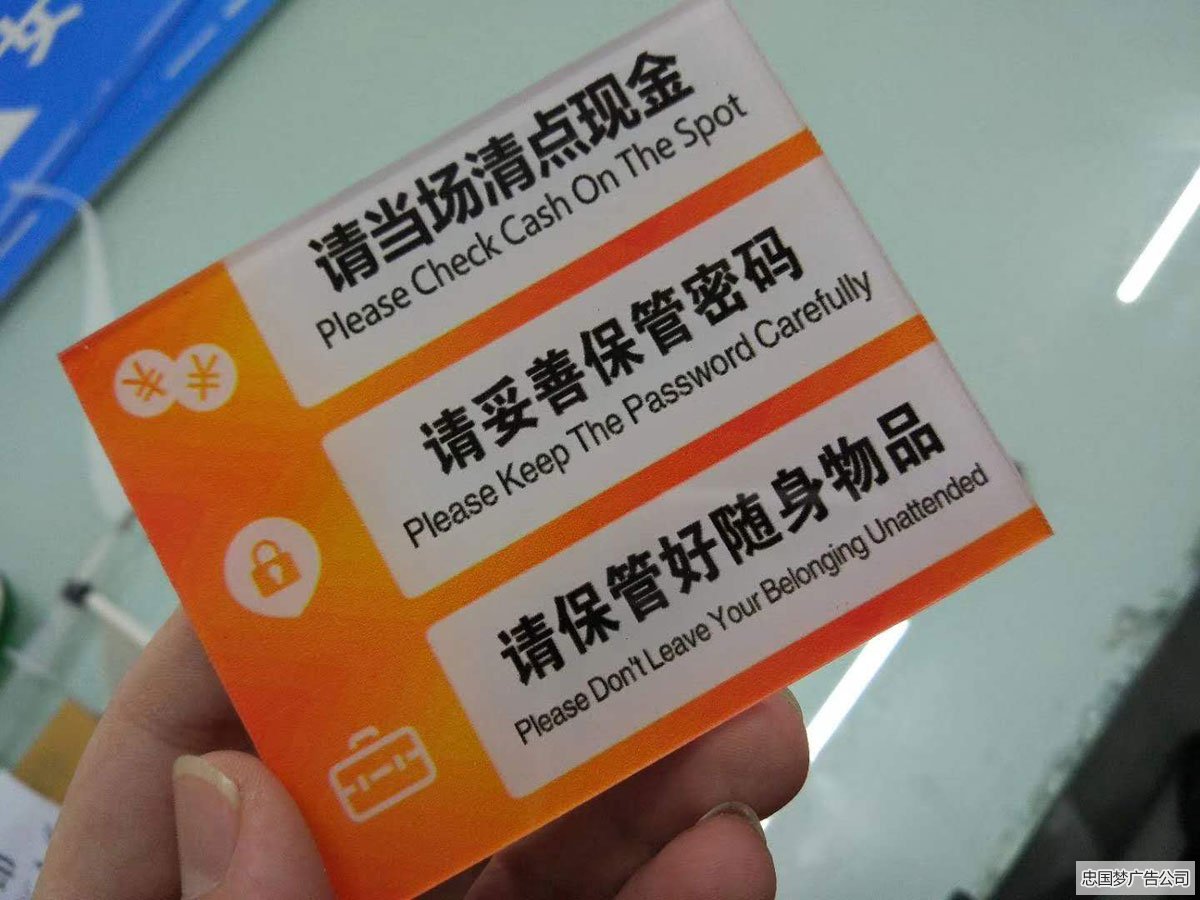 请当场清点现金
Please Check Cash On The Spot
请妥善保管密码
Please Keep The Password Carefully
请保管好随身物品
Please Don't Leave Your Belonging Unattended
忠国梦广告公司